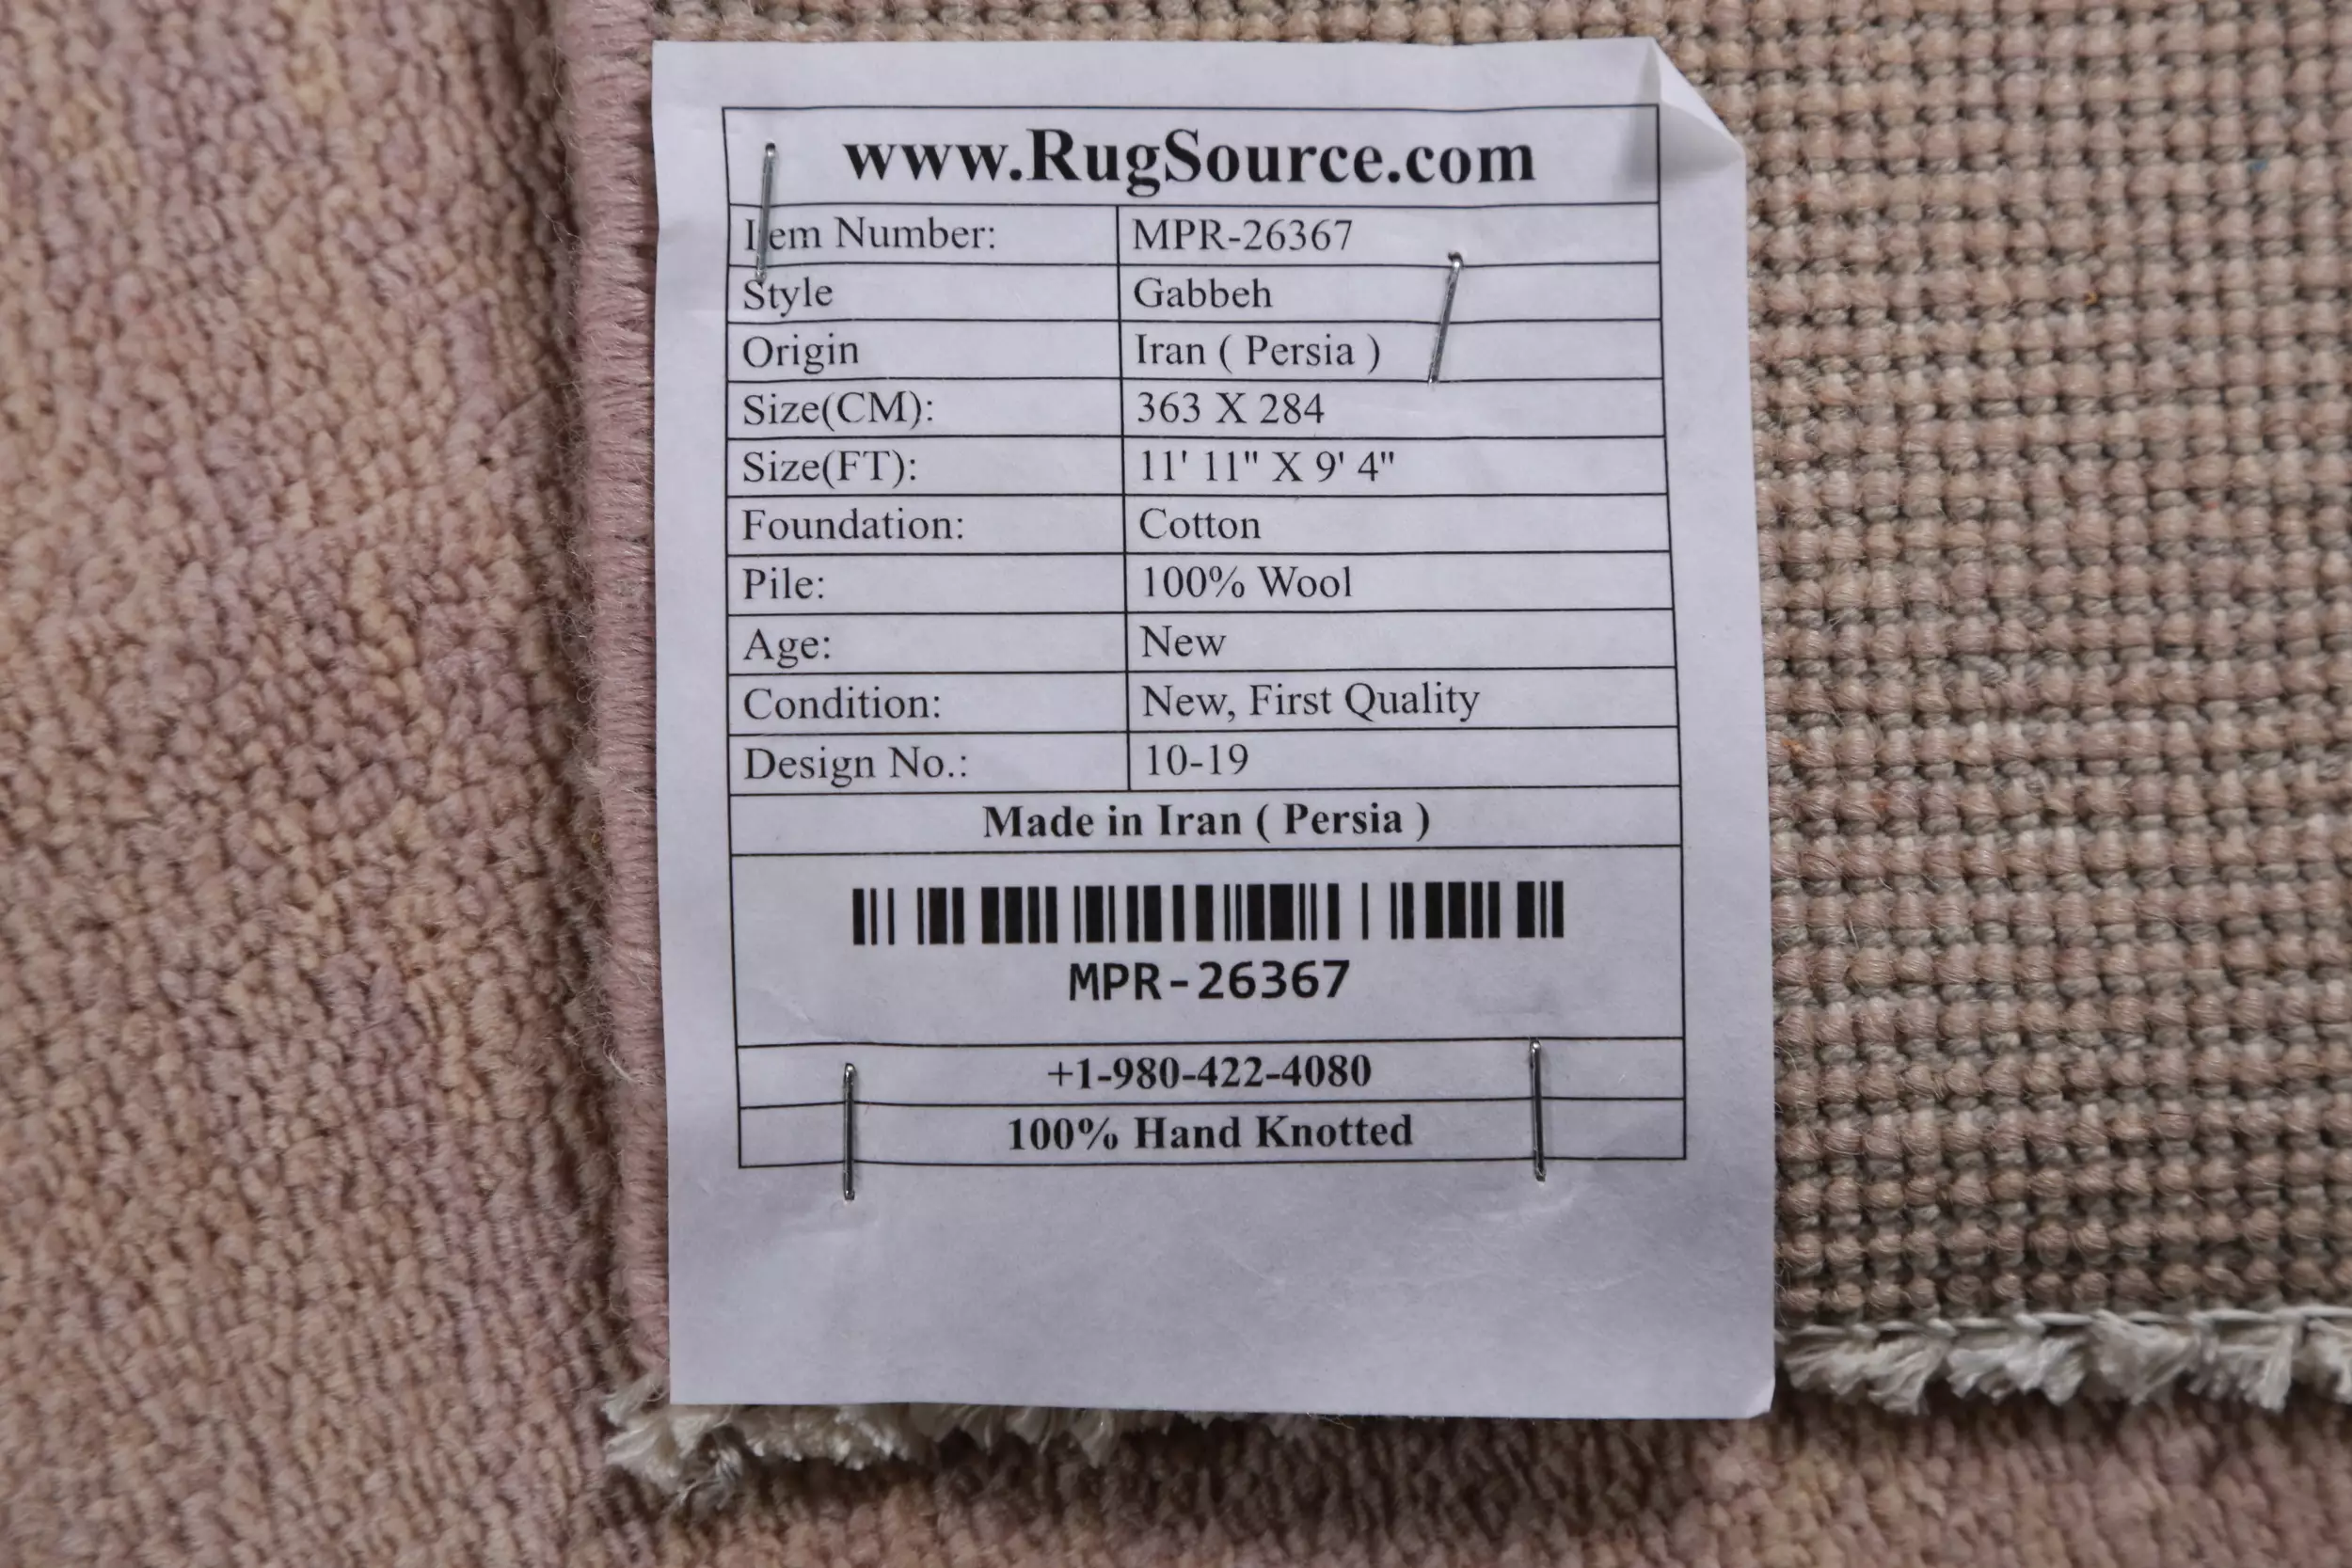 www.RugSource.com
Item Number: MPR-26367
Style Gabbeh
Origin Iran ( Persia )
Size(CM): 363 X 284
Size(FT): 11' 11" X 9' 4"
Foundation: Cotton
Pile: 100% Wool
Age: New
Condition: New, First Quality
Design No.: 10-19
Made in Iran ( Persia )
MPR-26367
+1-980-422-4080
100% Hand Knotted